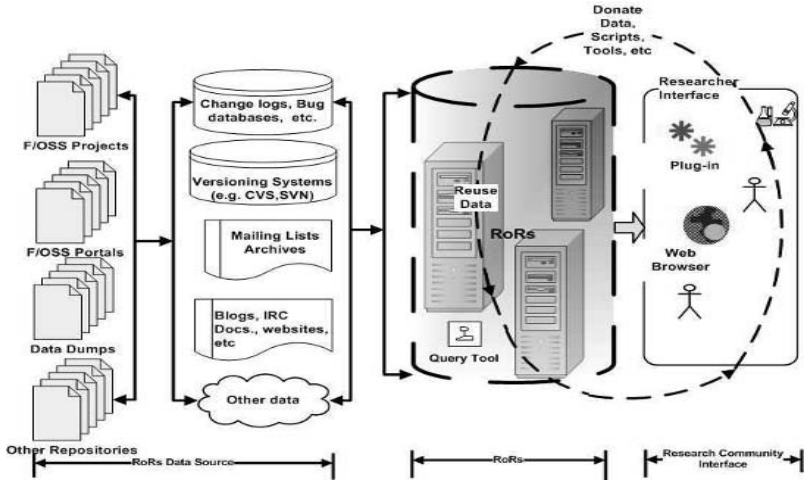 Donate
Data,
Scripts,
Tools, etc
F/OSS Projects
F/OSS Portals
Data Dumps
Other Repositories
Change logs, Bug
databases, etc.
Versioning Systems
(e.g. CVS,SVN)
Mailing Lists
Archives
Blogs, IRC
Docs., websites,
etc
Other data
Reuse
Data
RoRs
Query Tool
Researcher
Interface
Plug-in
Web
Browser
RoRs Data Source
RoRs
Research Community
Interface